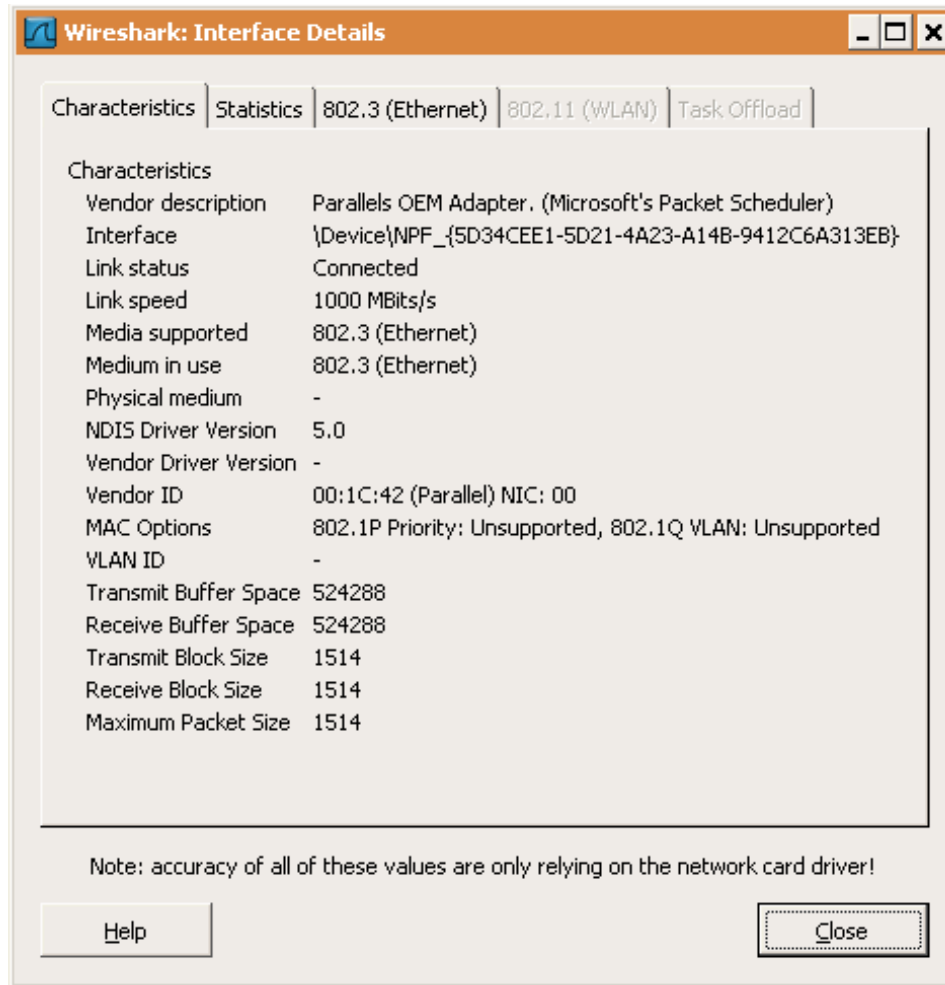 Wireshark: Interface Details
Characteristics Statistics 802.3 (Ethernet) 802.11 (WLAN) Task Offload
Characteristics
Vendor description Parallels OEM Adapter. (Microsoft's Packet Scheduler)
Interface \Device\NPF_{5D34CEE1-5D21-4A23-A14B-9412C6A313EB}
Link status Connected
Link speed 1000 MBits/s
Media supported 802.3 (Ethernet)
Medium in use 802.3 (Ethernet)
Physical medium -
NDIS Driver Version 5.0
Vendor Driver Version -
Vendor ID 00:1C:42 (Parallel) NIC: 00
MAC Options 802.1P Priority: Unsupported, 802.1Q VLAN: Unsupported
VLAN ID -
Transmit Buffer Space 524288
Receive Buffer Space 524288
Transmit Block Size 1514
Receive Block Size 1514
Maximum Packet Size 1514
Note: accuracy of all of these values are only relying on the network card driver!
Help Close